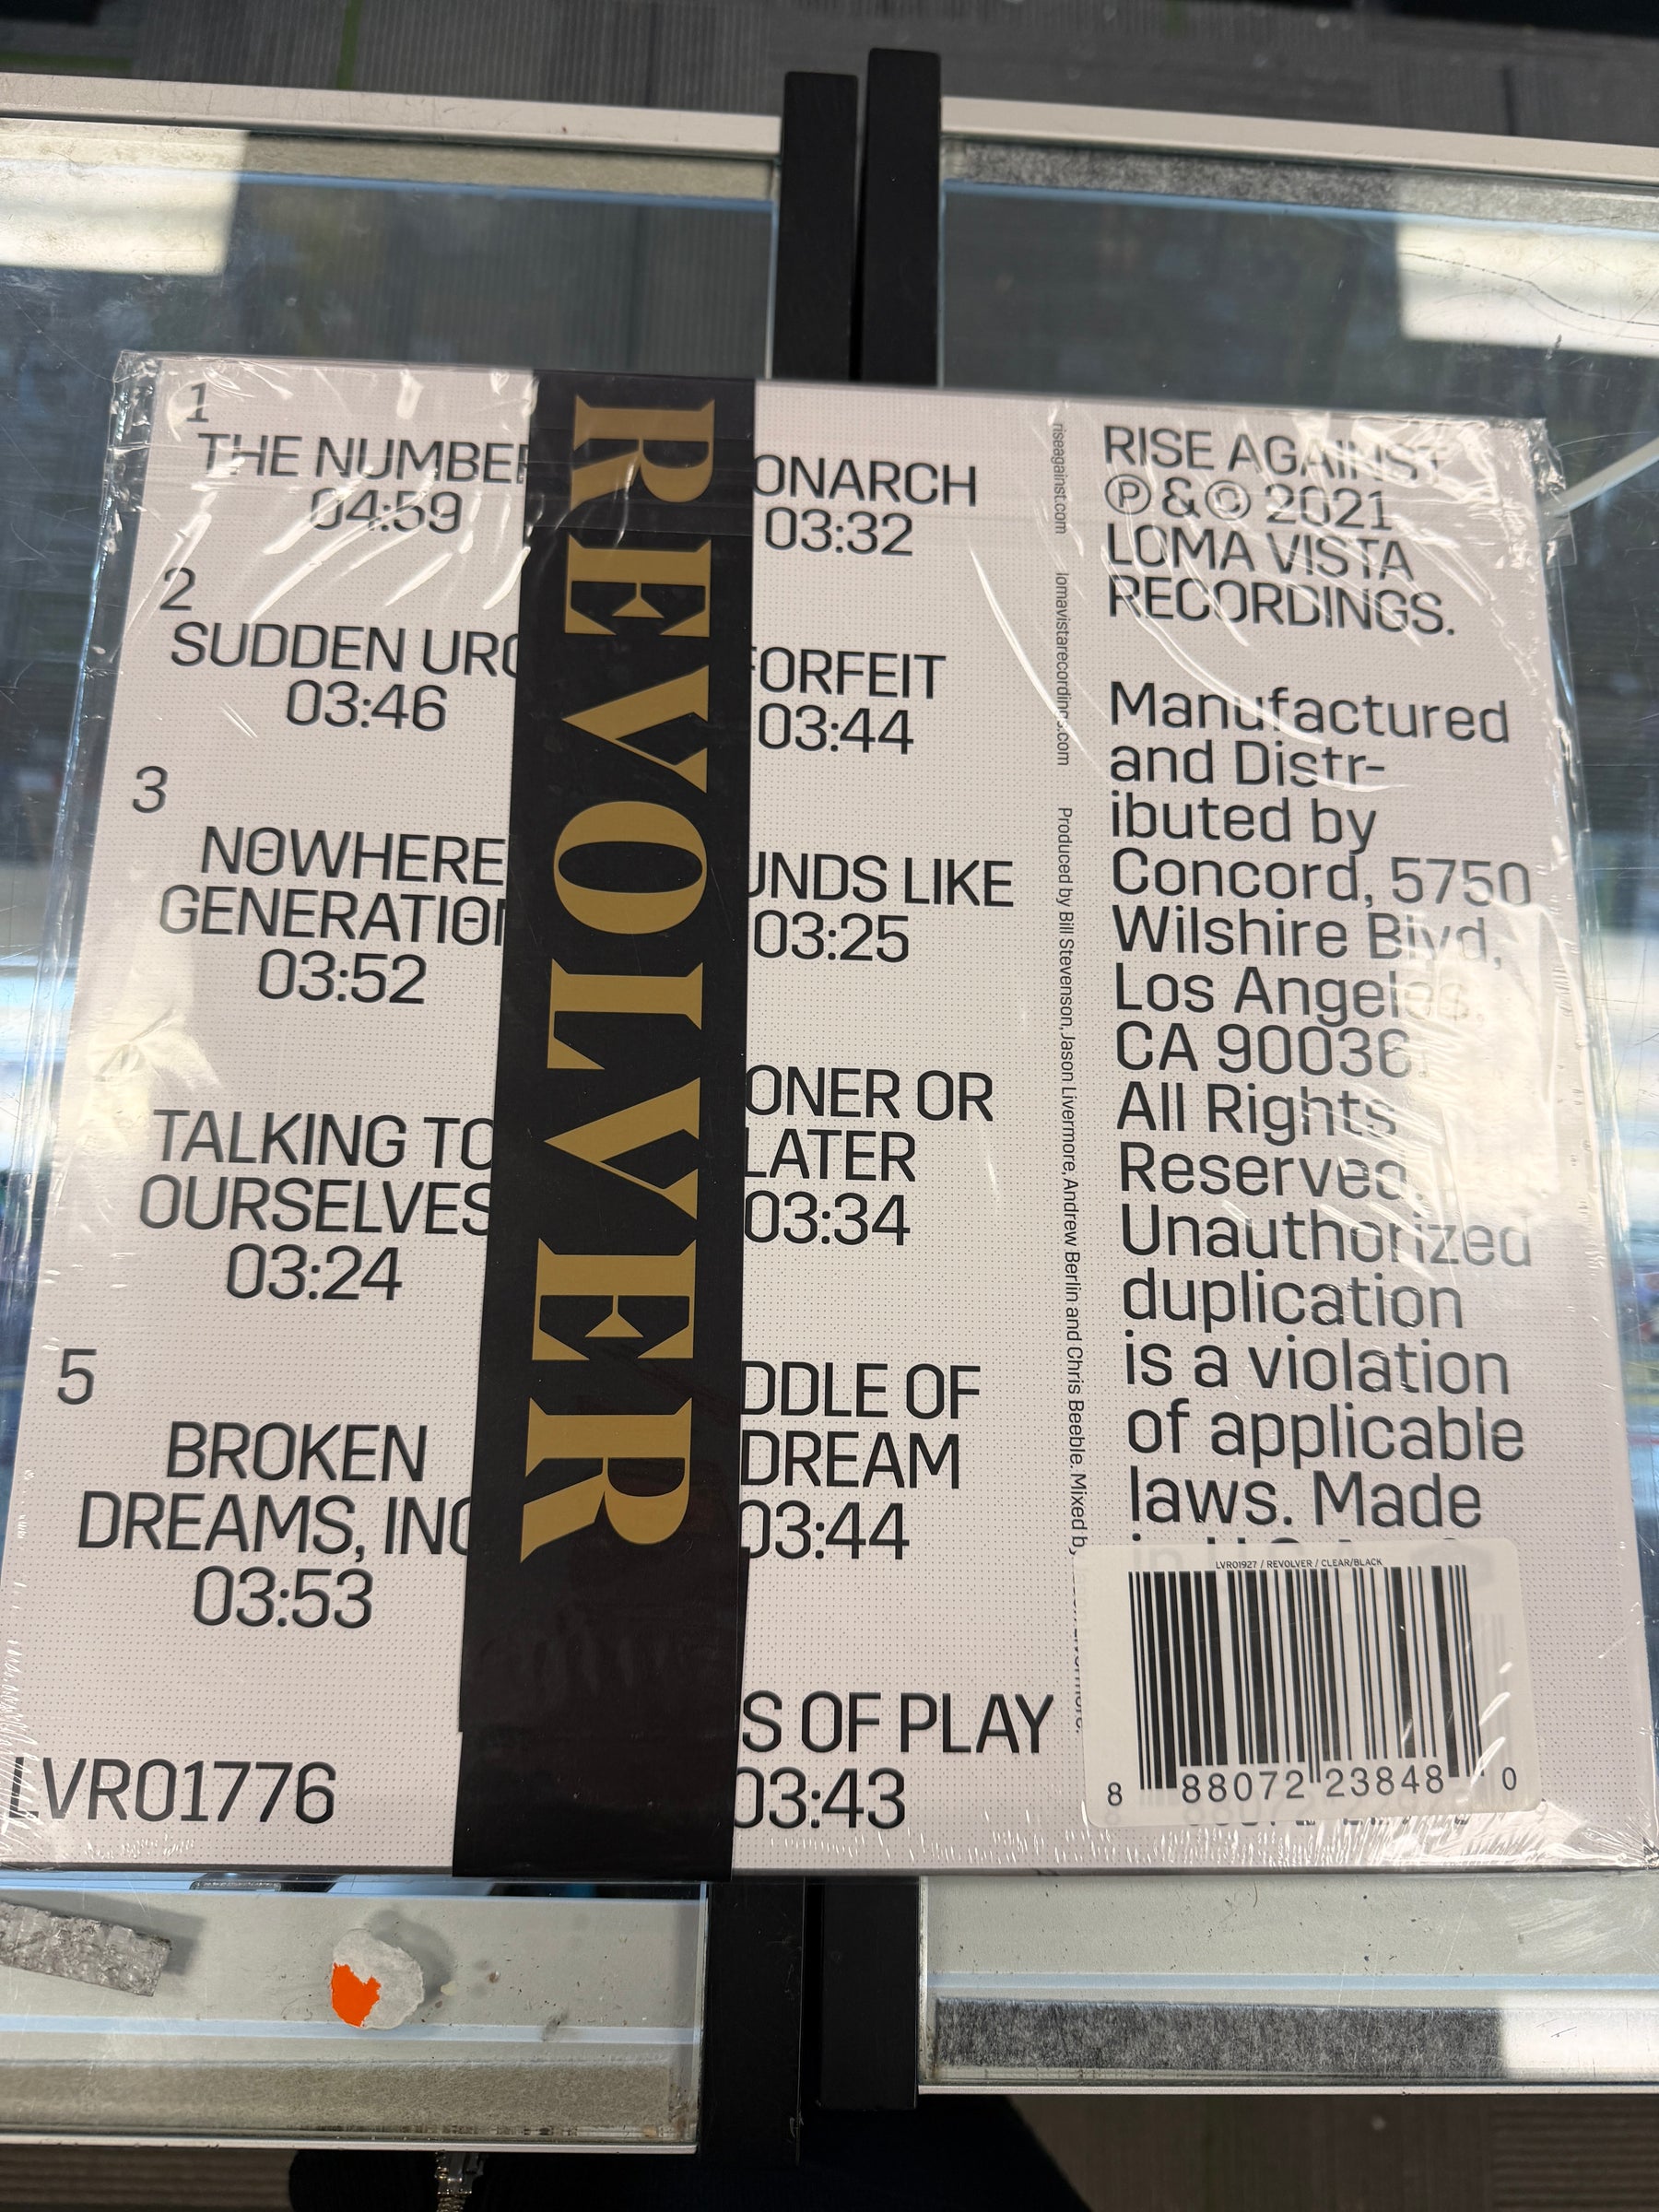 1
THE NUMBE
04:59
2
SUDDEN UR
03:46
3
NOWHERE
GENERATIO
03:52
TALKING TO
OURSELVES
03:24
5
BROKEN
DREAMS, INC
03:53
LVR01776
REVOLVER
ONARCH
03:32
FORFEIT
03:44
UNDS LIKE
03:25
ONER OR
LATER
03:34
DDLE OF
DREAM
03:44
S OF PLAY
03:43
riseagainst.com lomavistarecordings.com Produced by Bill Stevenson, Jason Livermore, Andrew Berlin and Chris Beeble. Mixed by
RISE AGAINST
Ⓟ & © 2021
LOMA VISTA
RECORDINGS.
Manufactured
and Distr-
ibuted by
Concord, 5750
Wilshire Blvd,
Los Angeles,
CA 90036.
All Rights
Reserved.
Unauthorized
duplication
is a violation
of applicable
laws. Made
LVR01927 / REVOLVER / CLEAR/BLACK
8 88072 23848 0